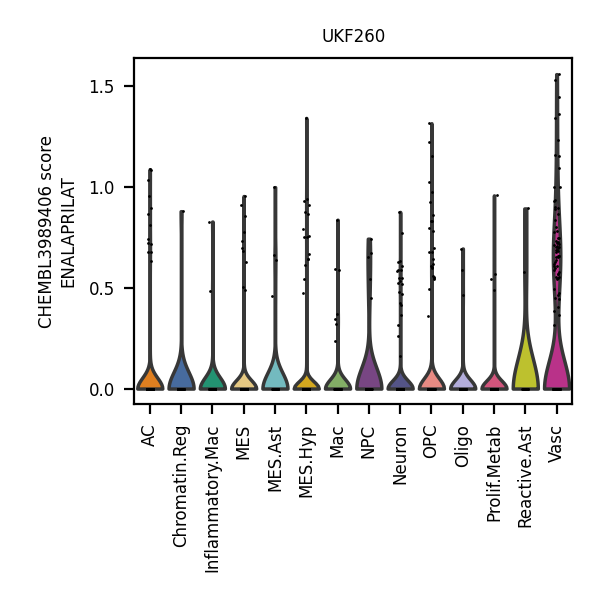 UKF260
CHEMBL3989406 score
ENALAPRILAT
1.5
1.0
0.5
0.0
AC
Chromatin.Reg
Inflammatory.Mac
MES
MES.Ast
MES.Hyp
Mac
NPC
Neuron
OPC
Oligo
Prolif.Metab
Reactive.Ast
Vasc